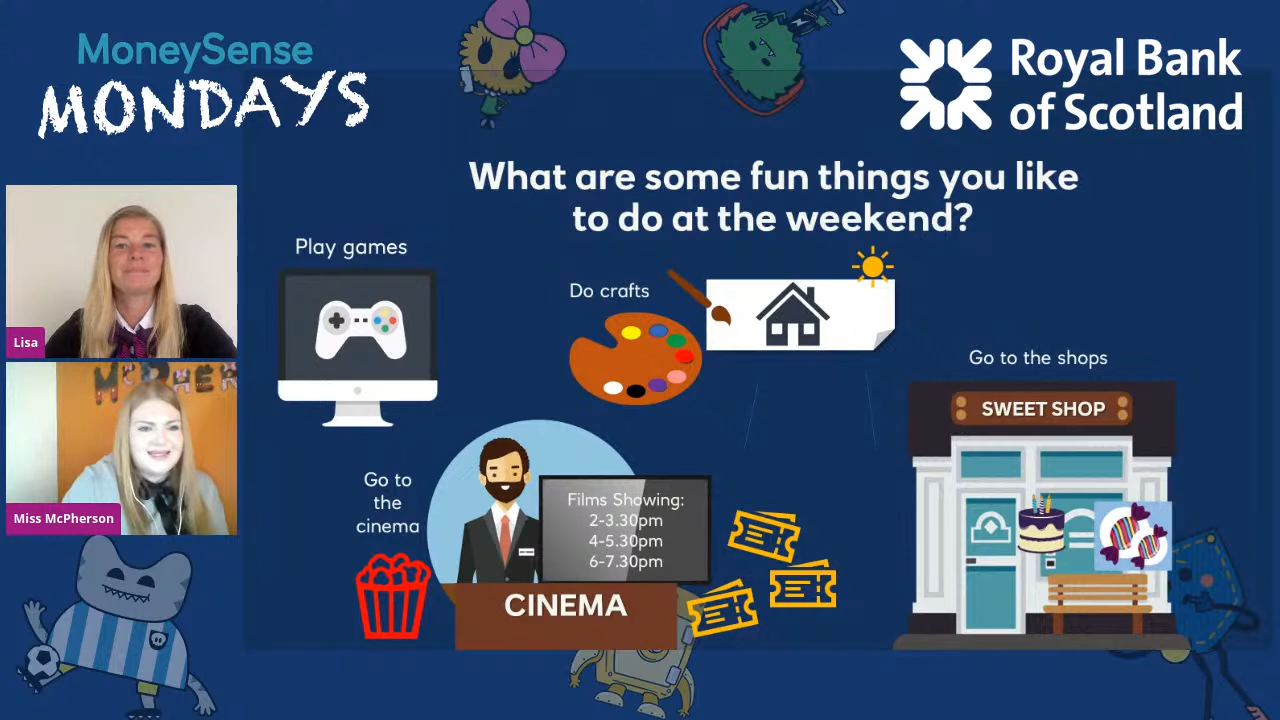 MoneySense
MONDAYS
Royal Bank
of Scotland
What are some fun things you like
to do at the weekend?
Play games
Do crafts
Go to the shops
SWEET SHOP
Lisa
Miss McPherson
Go to
the
cinema
Films Showing:
2-3.30pm
4-5.30pm
6-7.30pm
CINEMA